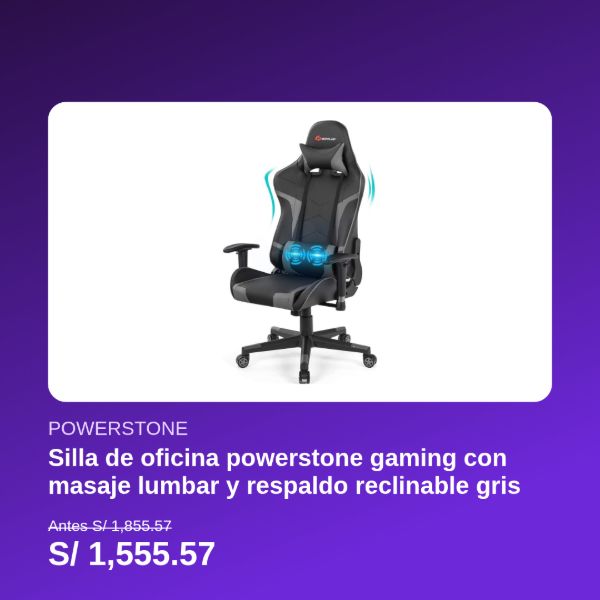 POWERSTONE
Silla de oficina powerstone gaming con
masaje lumbar y respaldo reclinable gris
Antes S/ 1,855.57
S/ 1,555.57